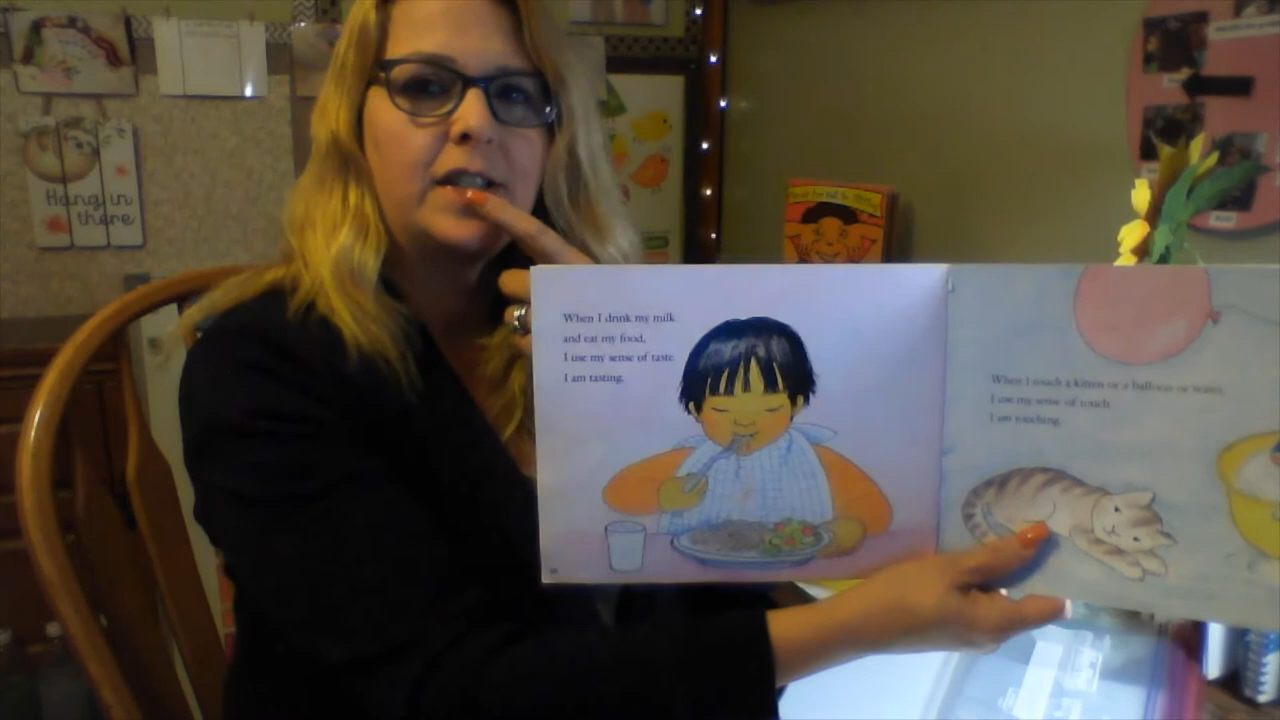 Hang in
there
When I drink my milk
and eat my food,
I use my sense of taste.
I am tasting.
When I touch a kitten or a balloon or water,
I use my sense of touch.
I am touching.